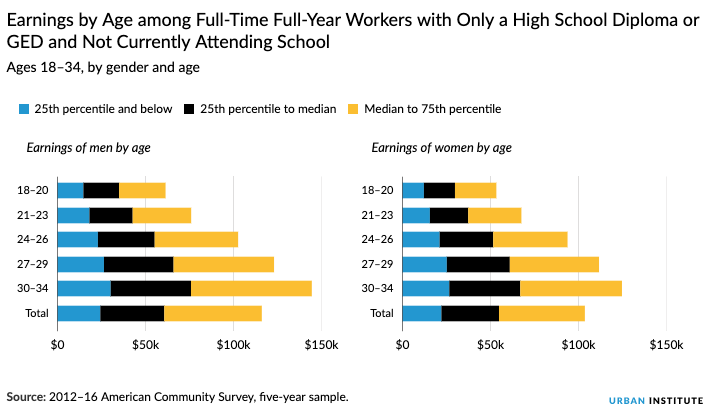 Earnings by Age among Full-Time Full-Year Workers with Only a High School Diploma or
GED and Not Currently Attending School
Ages 18–34, by gender and age
25th percentile and below 25th percentile to median Median to 75th percentile
Earnings of men by age
18–20
21–23
24–26
27–29
30–34
Total
$0 $50k $100k $150k
Earnings of women by age
18–20
21–23
24–26
27–29
30–34
Total
$0 $50k $100k $150k
Source: 2012–16 American Community Survey, five-year sample.
URBAN INSTITUTE